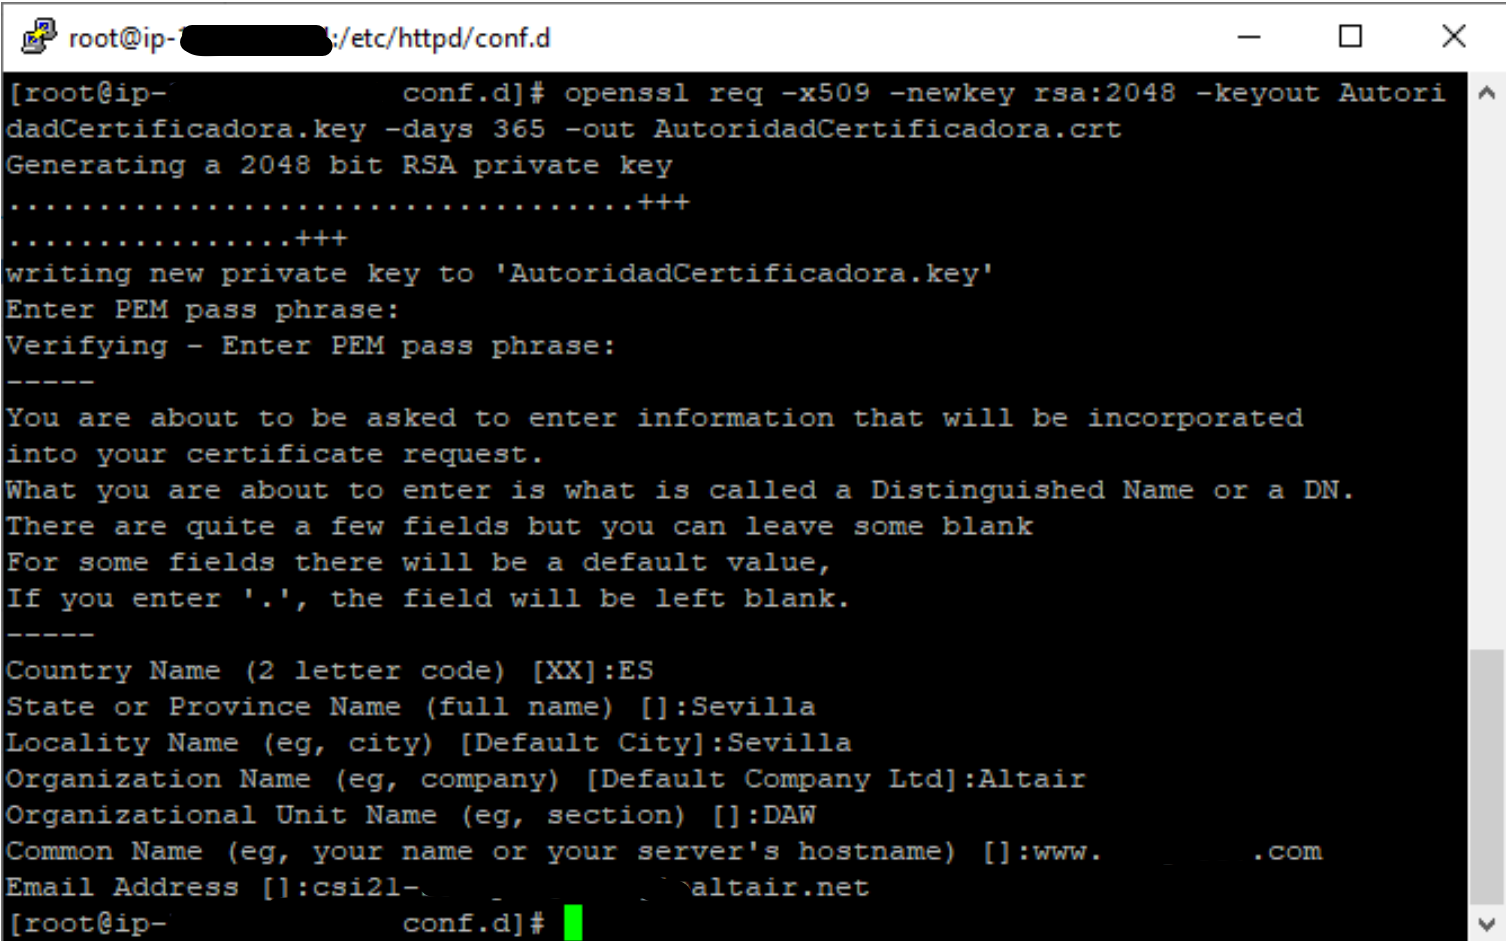 root@ip- :/etc/httpd/conf.d
[root@ip- conf.d]# openssl req -x509 -newkey rsa:2048 -keyout Autori
dadCertificadora.key -days 365 -out AutoridadCertificadora.crt
Generating a 2048 bit RSA private key
...................................+++
................+++
writing new private key to 'AutoridadCertificadora.key'
Enter PEM pass phrase:
Verifying - Enter PEM pass phrase:
-----
You are about to be asked to enter information that will be incorporated
into your certificate request.
What you are about to enter is what is called a Distinguished Name or a DN.
There are quite a few fields but you can leave some blank
For some fields there will be a default value,
If you enter '.', the field will be left blank.
-----
Country Name (2 letter code) [XX]:ES
State or Province Name (full name) []:Sevilla
Locality Name (eg, city) [Default City]:Sevilla
Organization Name (eg, company) [Default Company Ltd]:Altair
Organizational Unit Name (eg, section) []:DAW
Common Name (eg, your name or your server's hostname) []:www. .com
Email Address []:csi21- altair.net
[root@ip- conf.d]#